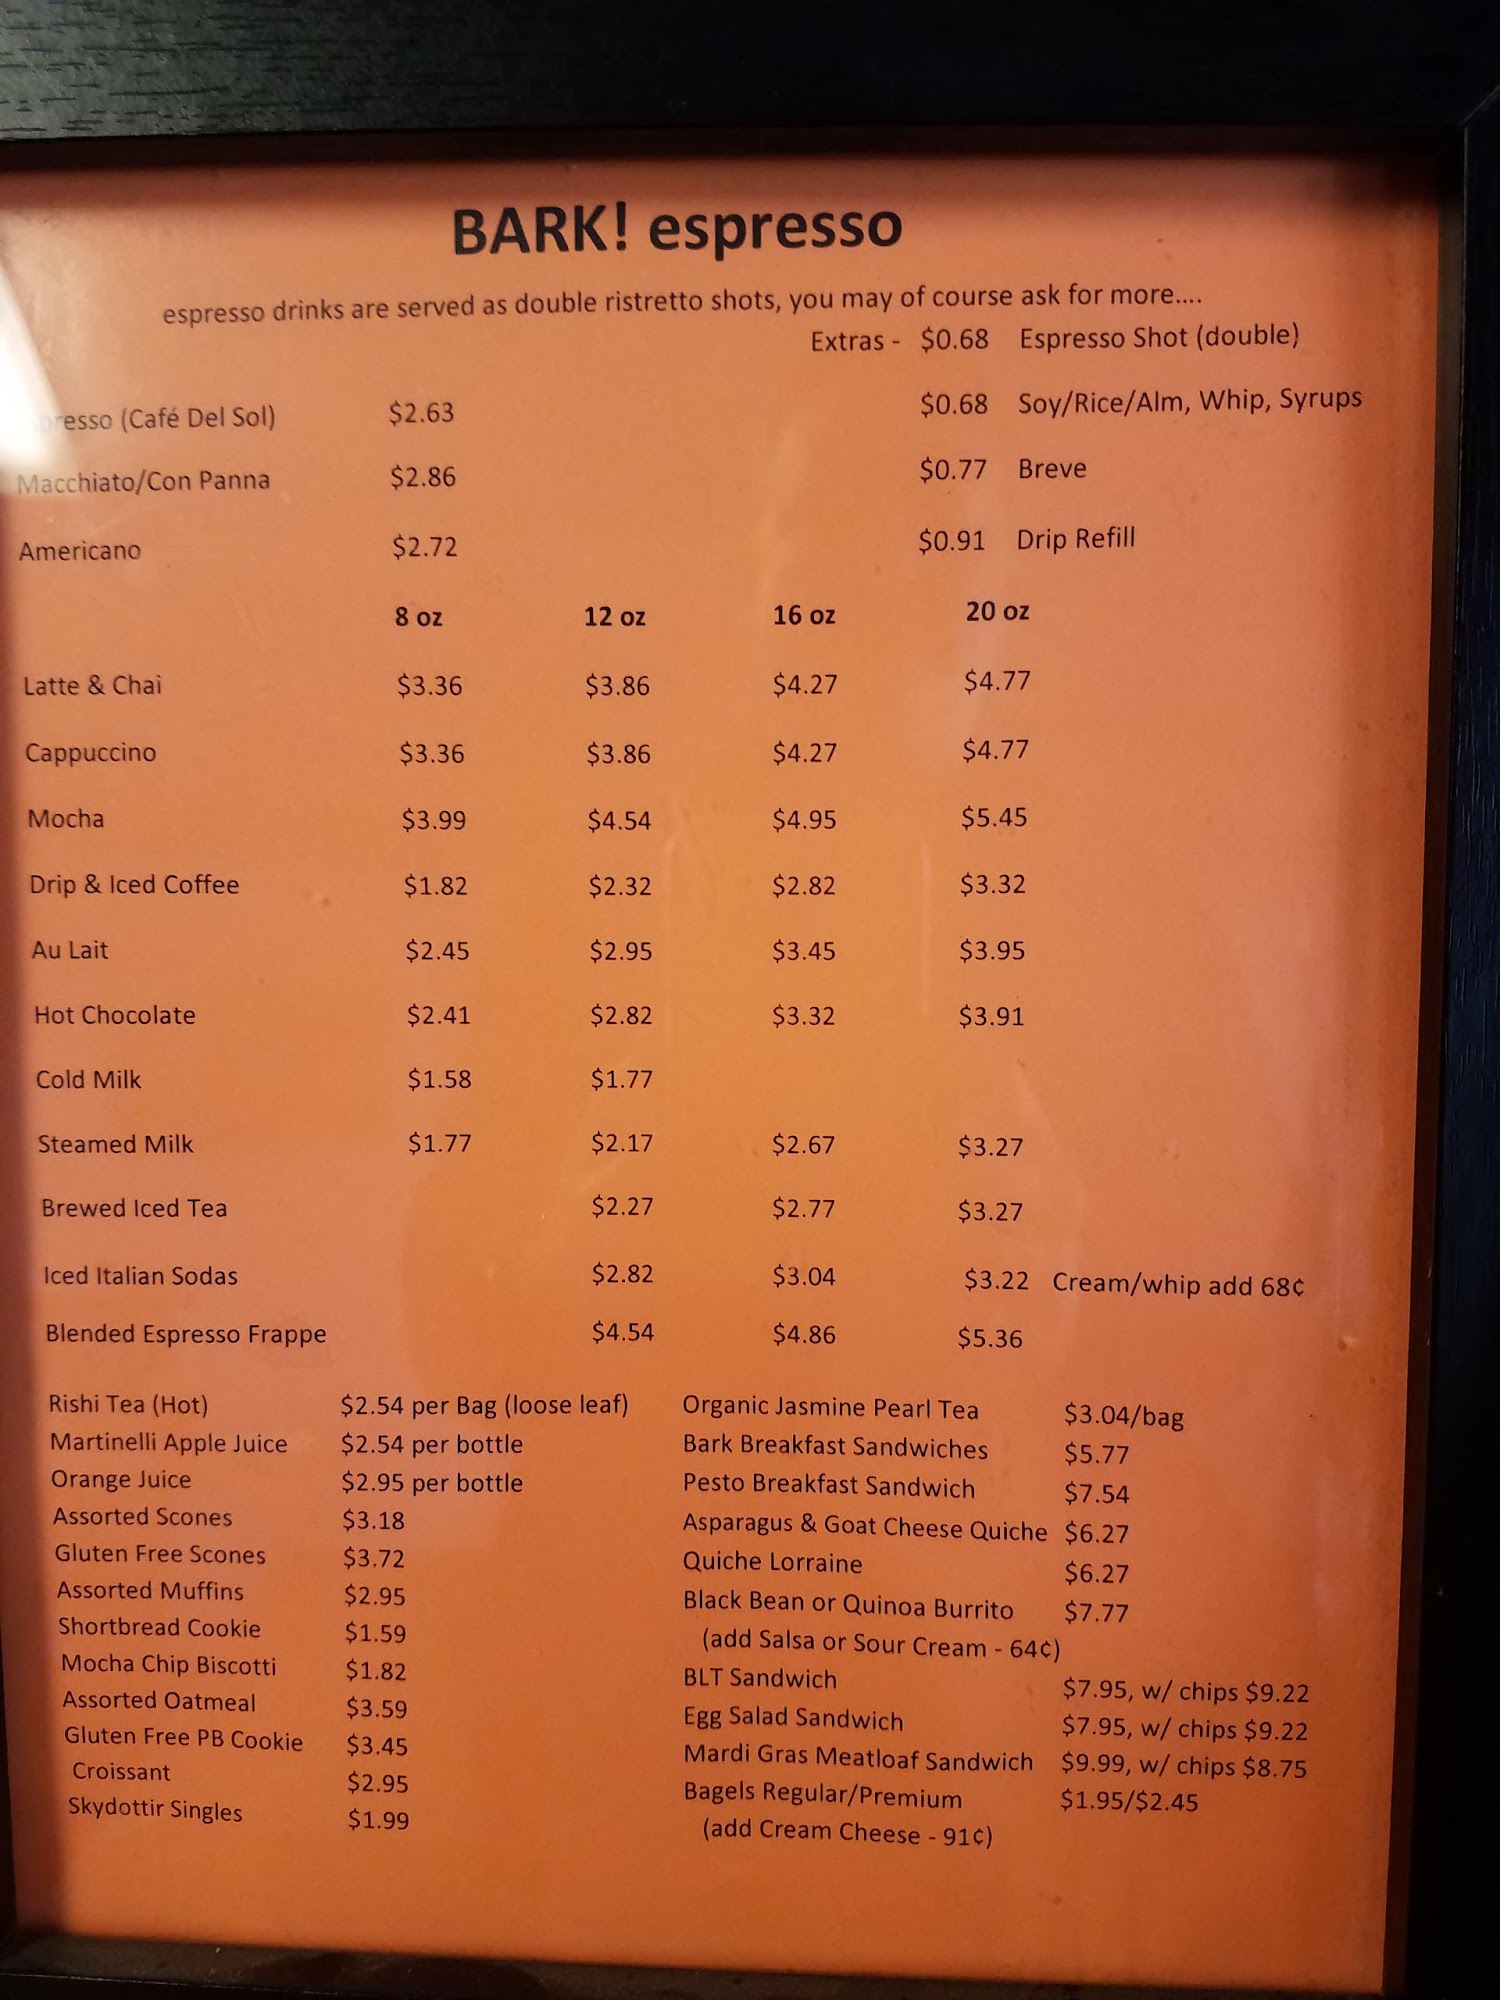 BARK! espresso
espresso drinks are served as double ristretto shots, you may of course ask for more....
Extras - $0.68 Espresso Shot (double)
(Café Del Sol) $2.63 $0.68 Soy/Rice/Alm, Whip, Syrups
Macchiato/Con Panna $2.86 $0.77 Breve
Americano $2.72 $0.91 Drip Refill
8 oz 12 oz 16 oz 20 oz
Latte & Chai $3.36 $3.86 $4.27 $4.77
Cappuccino $3.36 $3.86 $4.27 $4.77
Mocha $3.99 $4.54 $4.95 $5.45
Drip & Iced Coffee $1.82 $2.32 $2.82 $3.32
Au Lait $2.45 $2.95 $3.45 $3.95
Hot Chocolate $2.41 $2.82 $3.32 $3.91
Cold Milk $1.58 $1.77
Steamed Milk $1.77 $2.17 $2.67 $3.27
Brewed Iced Tea $2.27 $2.77 $3.27
Iced Italian Sodas $2.82 $3.04 $3.22 Cream/whip add 68¢
Blended Espresso Frappe $4.54 $4.86 $5.36
Rishi Tea (Hot) $2.54 per Bag (loose leaf)
Martinelli Apple Juice $2.54 per bottle
Orange Juice $2.95 per bottle
Assorted Scones $3.18
Gluten Free Scones $3.72
Assorted Muffins $2.95
Shortbread Cookie $1.59
Mocha Chip Biscotti $1.82
Assorted Oatmeal $3.59
Gluten Free PB Cookie $3.45
Croissant $2.95
Skydottir Singles $1.99
Organic Jasmine Pearl Tea $3.04/bag
Bark Breakfast Sandwiches $5.77
Pesto Breakfast Sandwich $7.54
Asparagus & Goat Cheese Quiche $6.27
Quiche Lorraine $6.27
Black Bean or Quinoa Burrito $7.77
(add Salsa or Sour Cream - 64¢)
BLT Sandwich $7.95, w/ chips $9.22
Egg Salad Sandwich $7.95, w/ chips $9.22
Mardi Gras Meatloaf Sandwich $9.99, w/ chips $8.75
Bagels Regular/Premium $1.95/$2.45
(add Cream Cheese - 91¢)